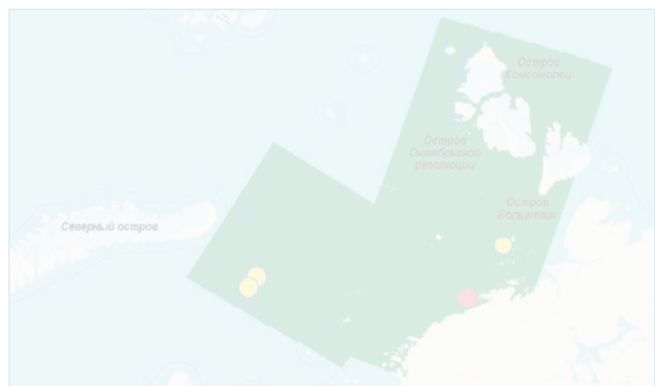 Остров
Комсомолец
Остров
Октябрьской
революции
Остров
Большевик
Северный остров